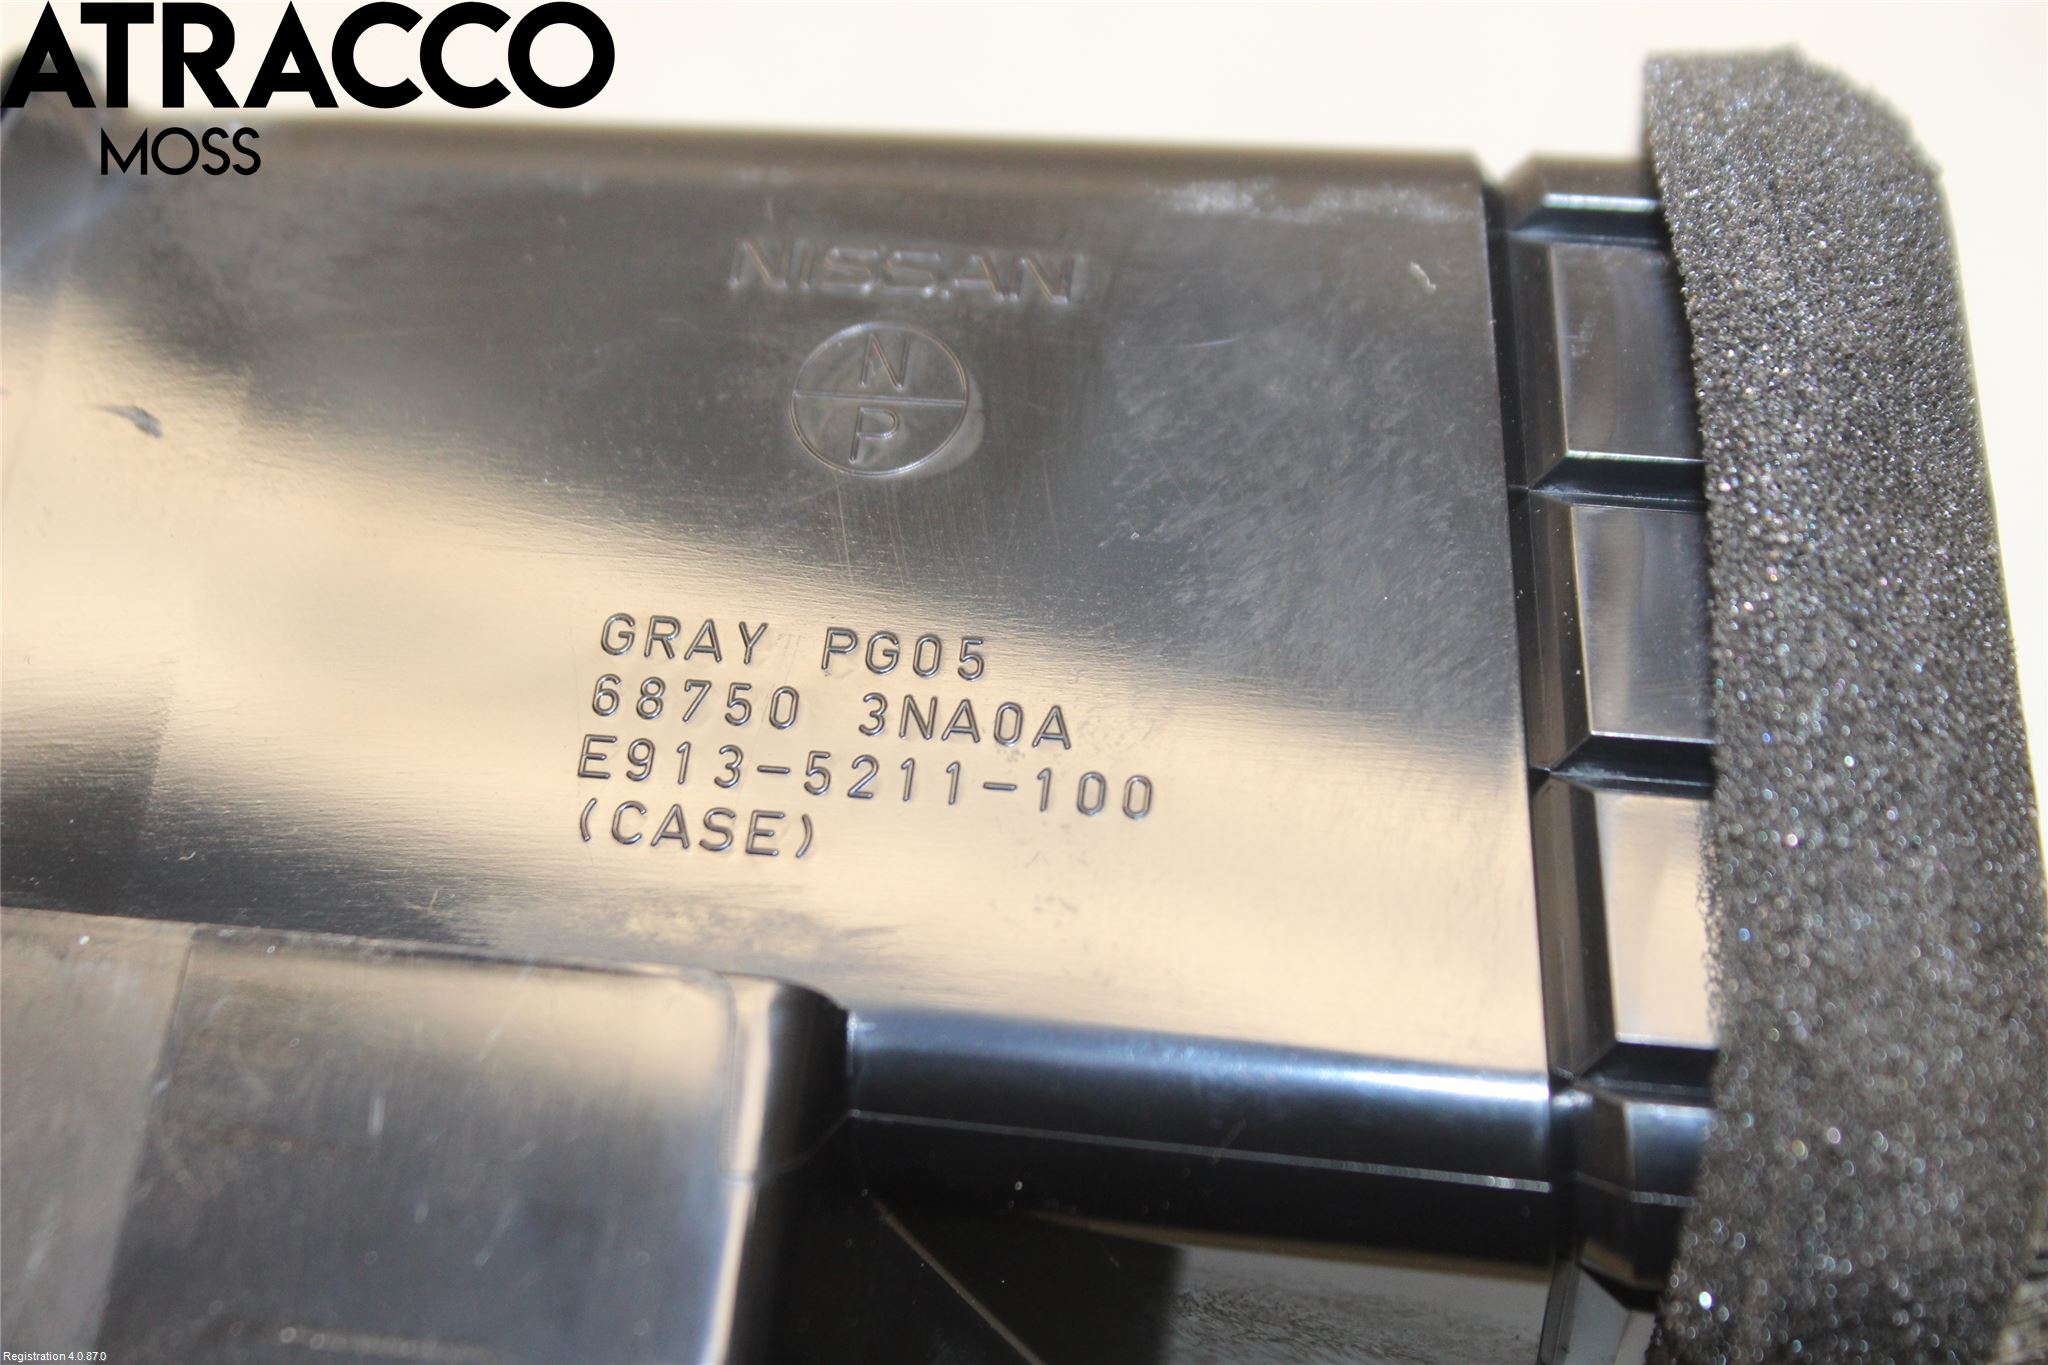 ATRACCO
MOSS
NISSAN
N
P
GRAY PG05
68750 3NA0A
E913-5211-100
(CASE)
Registration 4.0.87.0